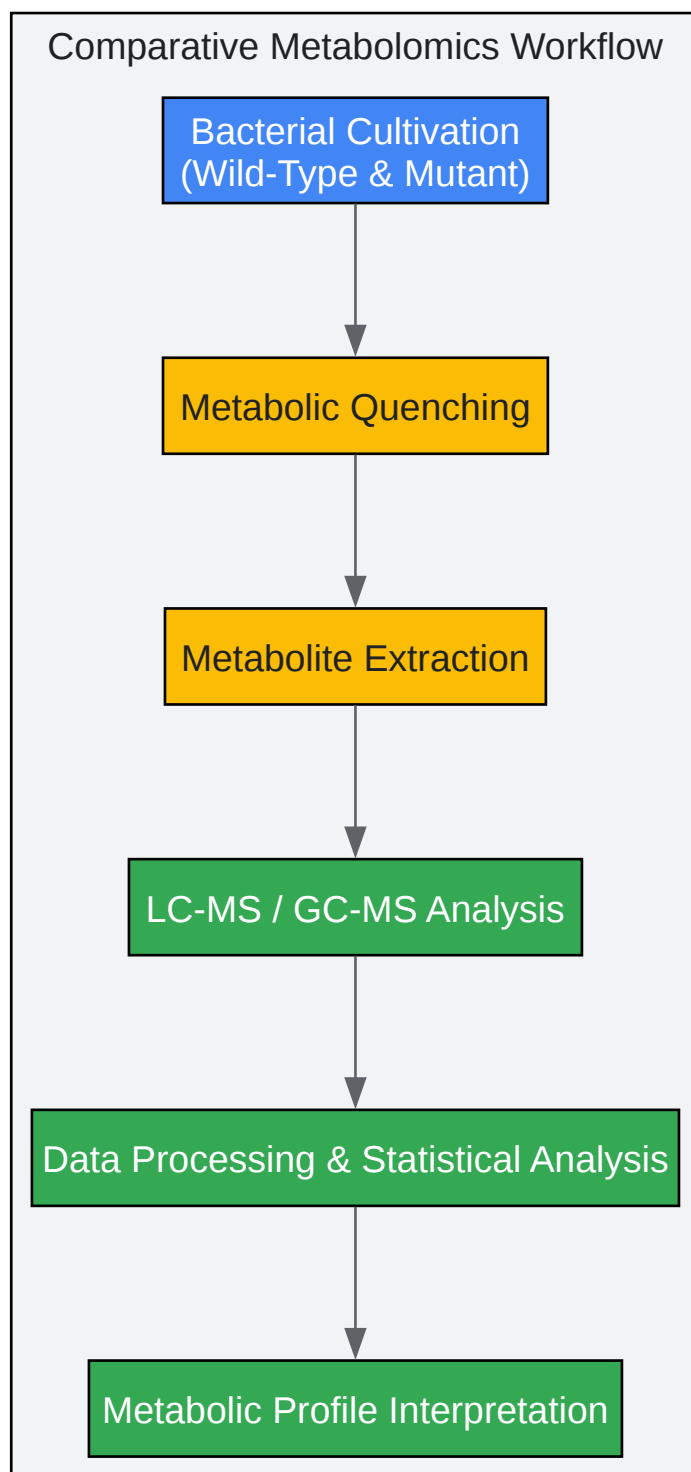 Comparative Metabolomics Workflow
Bacterial Cultivation
(Wild-Type & Mutant)
Metabolic Quenching
Metabolite Extraction
LC-MS / GC-MS Analysis
Data Processing & Statistical Analysis
Metabolic Profile Interpretation